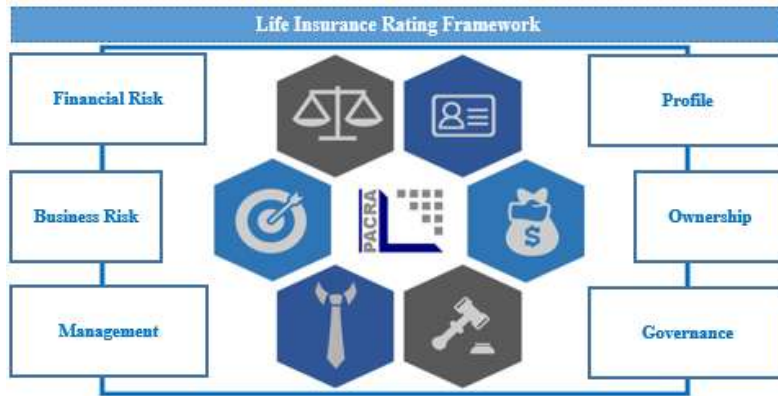 Life Insurance Rating Framework
Financial Risk
Profile
Business Risk
PACRA
$
Ownership
Management
Governance